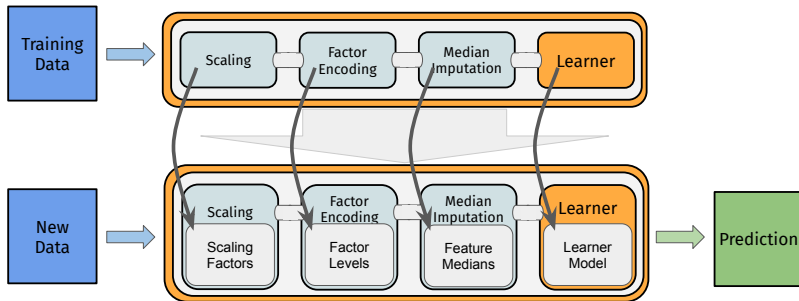 Training
Data
Scaling
Factor
Encoding
Median
Imputation
Learner
New
Data
Scaling
Scaling
Factors
Factor
Encoding
Factor
Levels
Median
Imputation
Feature
Medians
Learner
Learner
Model
Prediction